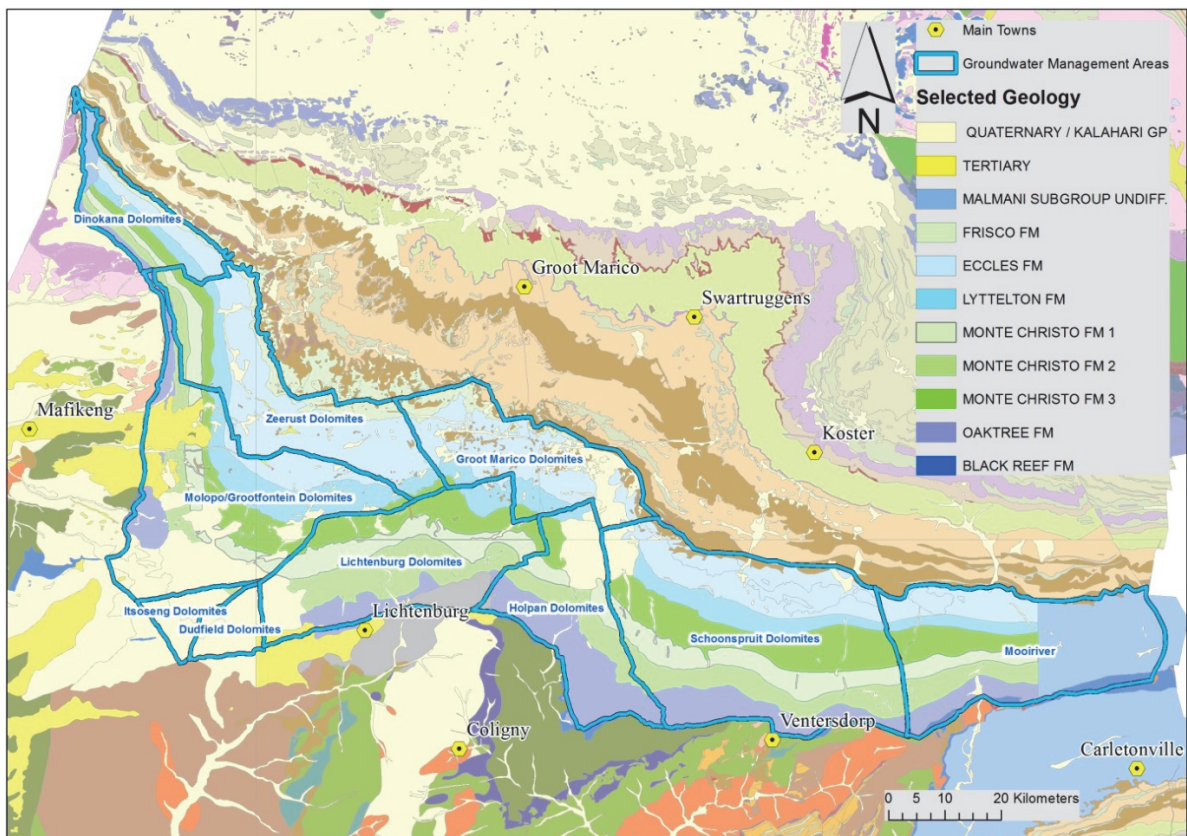 Main Towns
Groundwater Management Areas
Selected Geology
QUATERNARY / KALAHARI GP
TERTIARY
MALMANI SUBGROUP UNDIFF.
FRISCO FM
ECCLES FM
LYTTELTON FM
MONTE CHRISTO FM 1
MONTE CHRISTO FM 2
MONTE CHRISTO FM 3
OAKTREE FM
BLACK REEF FM
N
Dinokana Dolomites
Groot Marico
Swartruggens
Mafikeng
Zeerust Dolomites
Koster
Groot Marico Dolomites
Molopo/Grootfontein Dolomites
Lichtenburg Dolomites
Itsoseng Dolomites
Holpan Dolomites
Lichtenburg
Dudfield Dolomites
Schoonspruit Dolomites
Mooiriver
Ventersdorp
Coligny
Carletonville
0 5 10 20 Kilometers